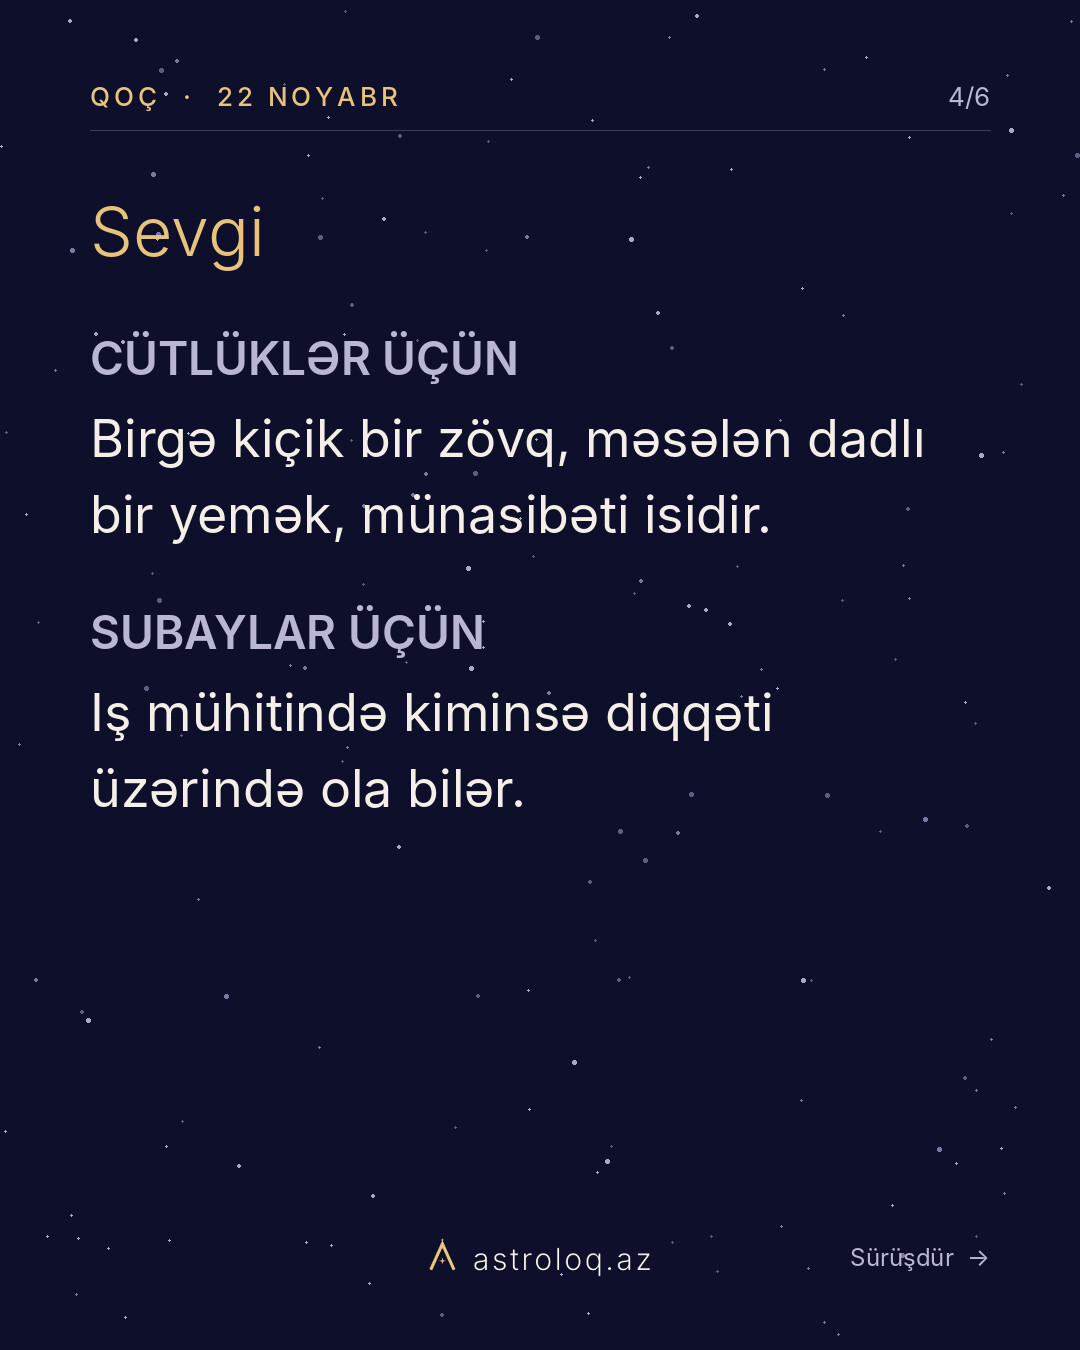 QOÇ · 22 NOYABR
4/6
Sevgi
CÜTLÜKLƏR ÜÇÜN
Birgə kiçik bir zövq, məsələn dadlı
bir yemək, münasibəti isidir.
SUBAYLAR ÜÇÜN
Iş mühitində kiminsə diqqəti
üzərində ola bilər.
astroloq.az
Sürüşdür →